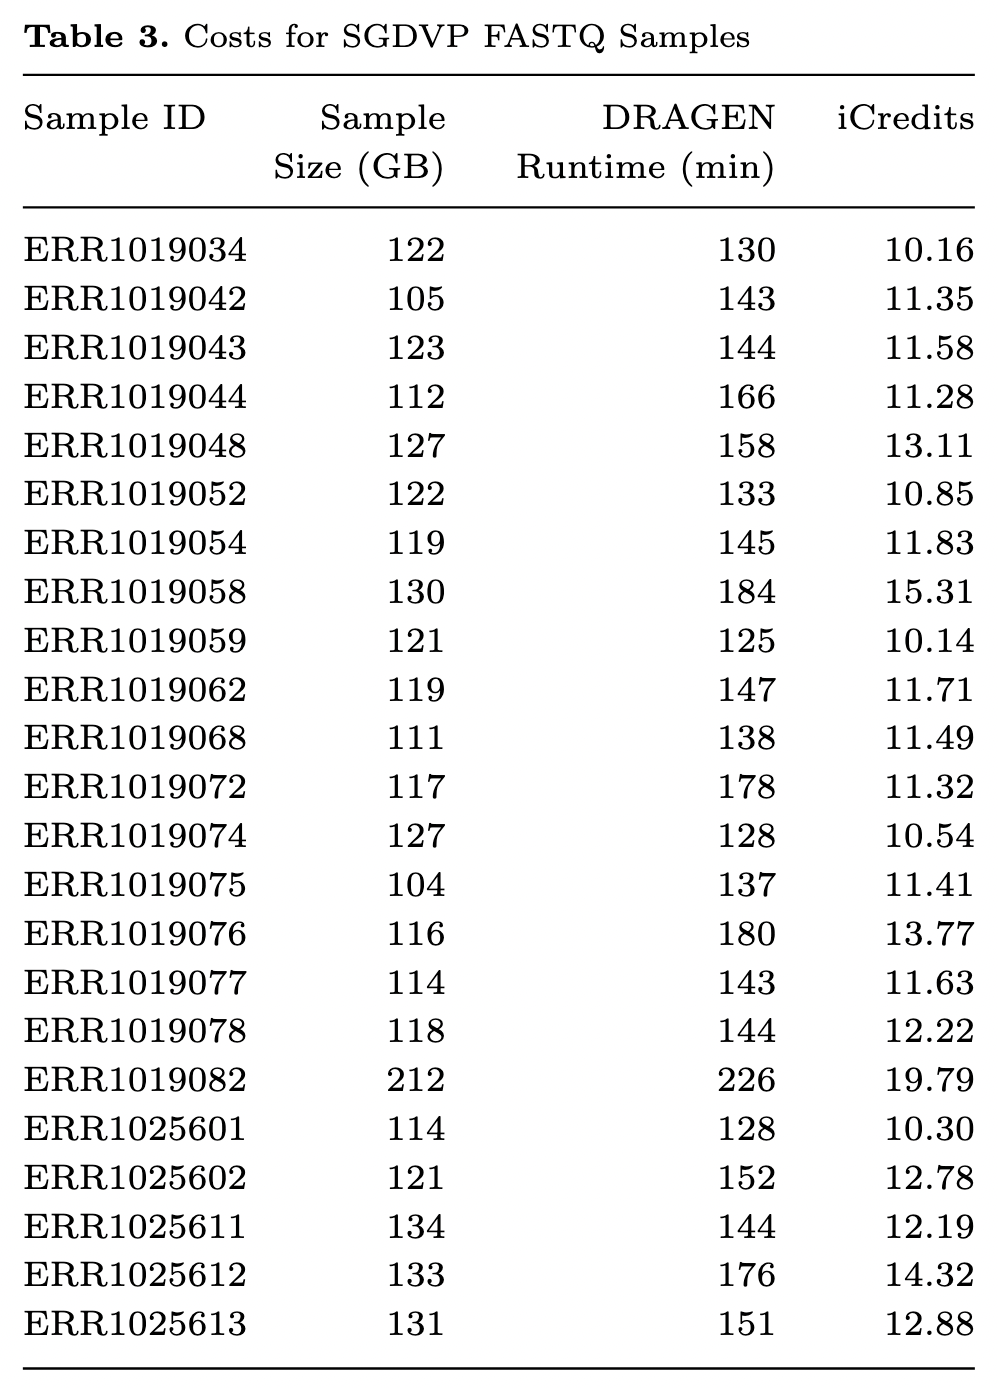 Table 3. Costs for SGDVP FASTQ Samples
Sample ID Sample DRAGEN iCredits
Size (GB) Runtime (min)
ERR1019034 122 130 10.16
ERR1019042 105 143 11.35
ERR1019043 123 144 11.58
ERR1019044 112 166 11.28
ERR1019048 127 158 13.11
ERR1019052 122 133 10.85
ERR1019054 119 145 11.83
ERR1019058 130 184 15.31
ERR1019059 121 125 10.14
ERR1019062 119 147 11.71
ERR1019068 111 138 11.49
ERR1019072 117 178 11.32
ERR1019074 127 128 10.54
ERR1019075 104 137 11.41
ERR1019076 116 180 13.77
ERR1019077 114 143 11.63
ERR1019078 118 144 12.22
ERR1019082 212 226 19.79
ERR1025601 114 128 10.30
ERR1025602 121 152 12.78
ERR1025611 134 144 12.19
ERR1025612 133 176 14.32
ERR1025613 131 151 12.88